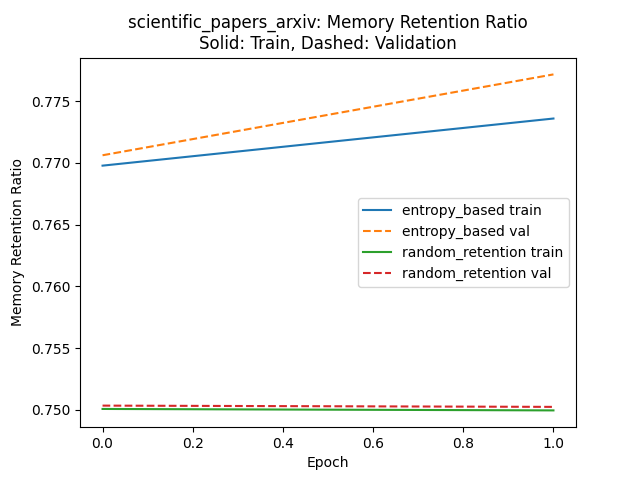 scientific_papers_arxiv: Memory Retention Ratio
Solid: Train, Dashed: Validation
Memory Retention Ratio
0.775
0.770
0.765
0.760
0.755
0.750
entropy_based train
entropy_based val
random_retention train
random_retention val
0.0 0.2 0.4 0.6 0.8 1.0
Epoch